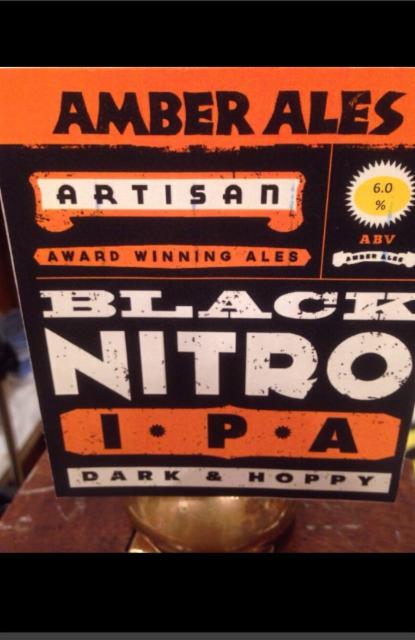 AMBER ALES
ARTISAN
6.0
%
ABV
AMBER ALES
AWARD WINNING ALES
BLACK
NITRO
I·P·A
DARK & HOPPY